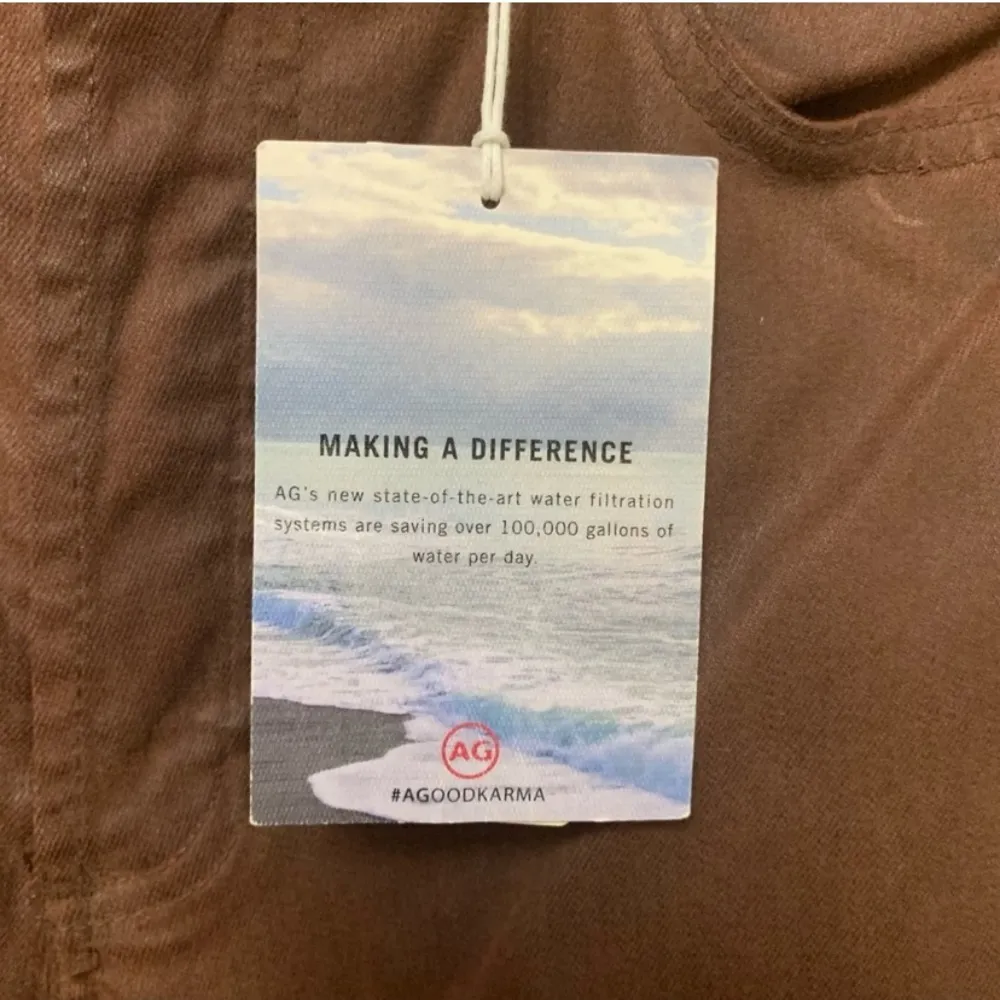 MAKING A DIFFERENCE
AG's new state-of-the-art water filtration
systems are saving over 100,000 gallons of
water per day.
AG
#AGOODKARMA